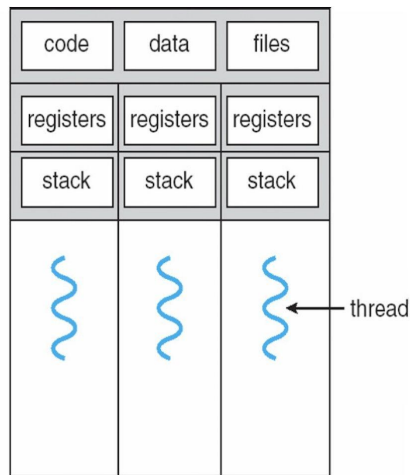 code data files
registers registers registers
stack stack stack
thread